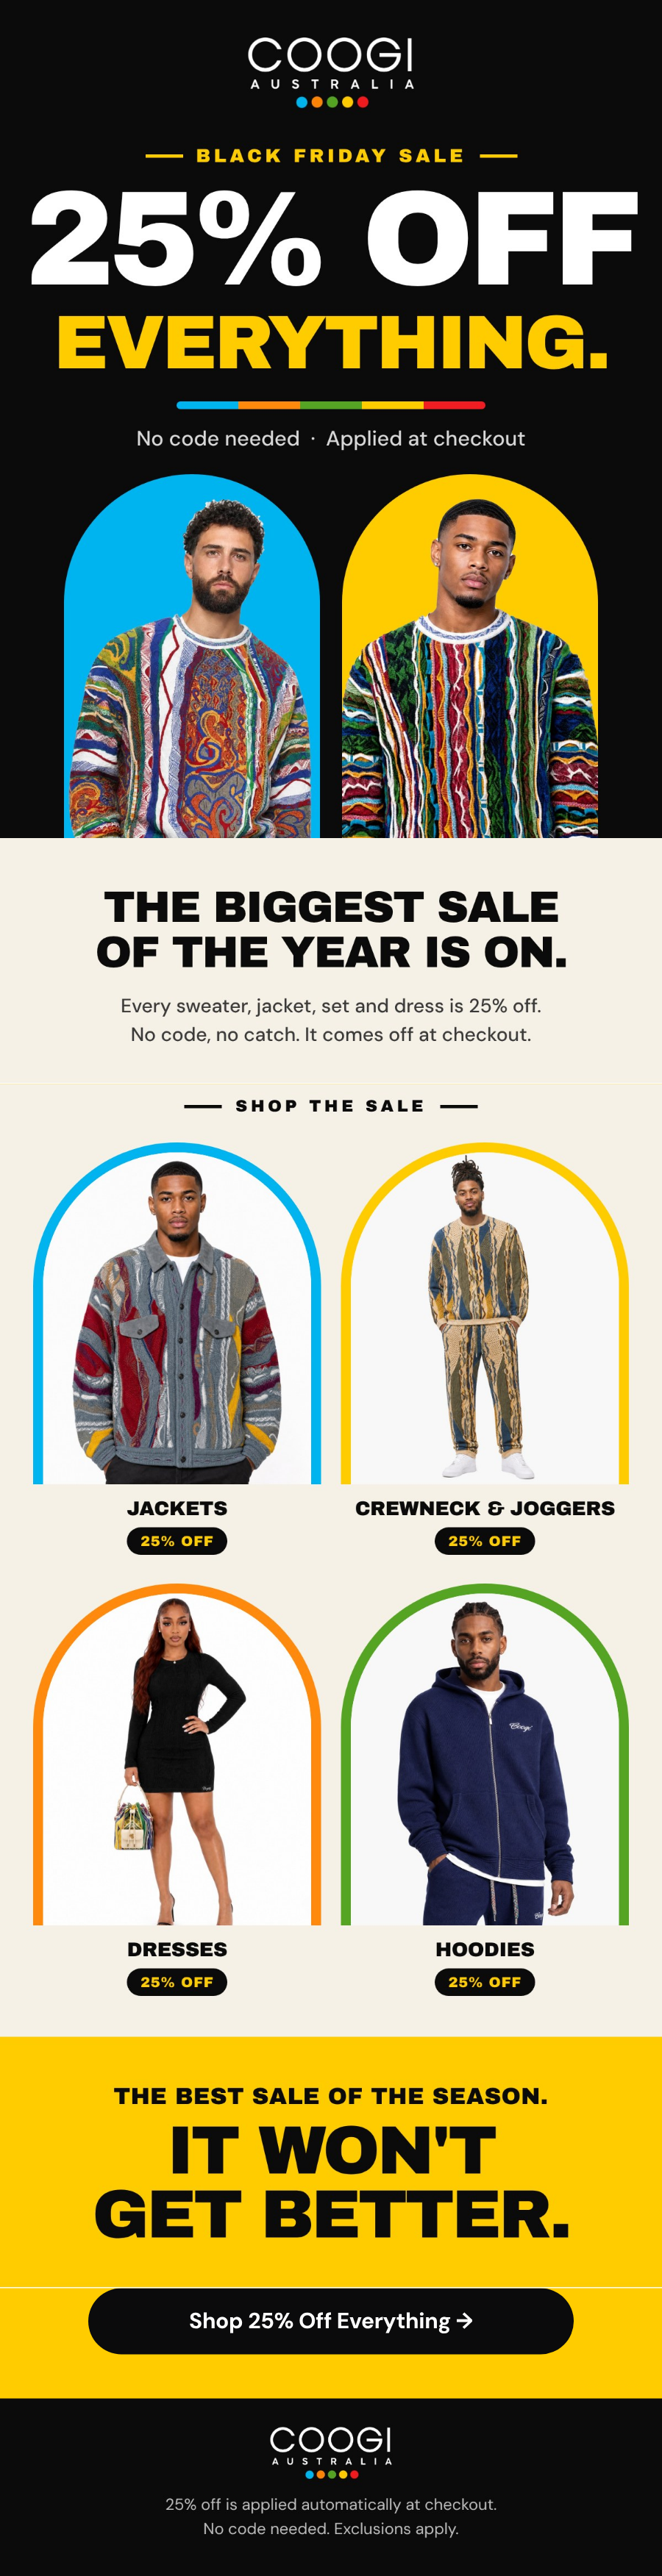 COOGI
AUSTRALIA
BLACK FRIDAY SALE
25% OFF
EVERYTHING.
No code needed · Applied at checkout
THE BIGGEST SALE
OF THE YEAR IS ON.
Every sweater, jacket, set and dress is 25% off.
No code, no catch. It comes off at checkout.
SHOP THE SALE
JACKETS
25% OFF
CREWNECK & JOGGERS
25% OFF
Coogi
DRESSES
25% OFF
HOODIES
25% OFF
THE BEST SALE OF THE SEASON.
IT WON'T
GET BETTER.
Shop 25% Off Everything →
COOGI
AUSTRALIA
25% off is applied automatically at checkout.
No code needed. Exclusions apply.